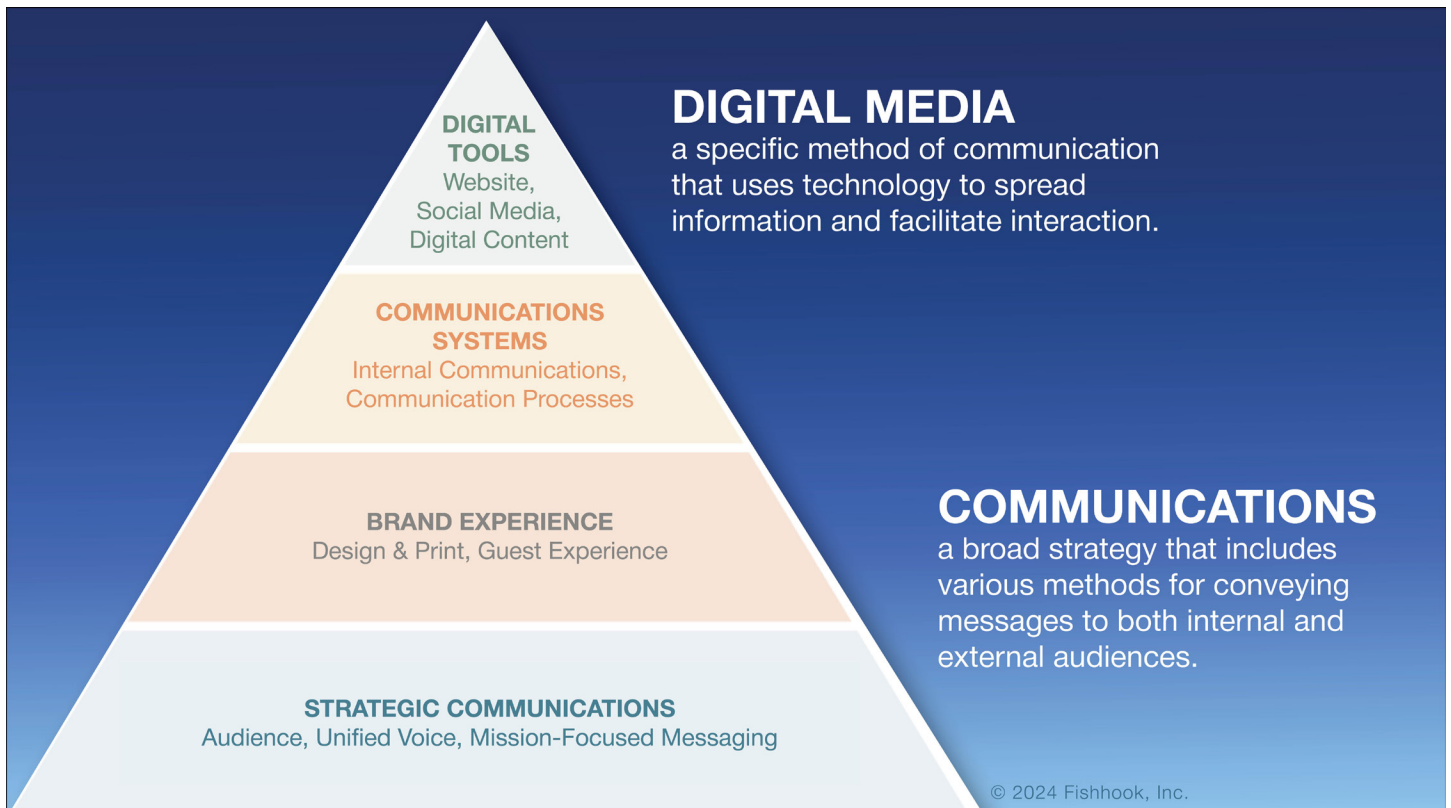 DIGITAL
TOOLS
Website,
Social Media,
Digital Content
COMMUNICATIONS
SYSTEMS
Internal Communications,
Communication Processes
BRAND EXPERIENCE
Design & Print, Guest Experience
STRATEGIC COMMUNICATIONS
Audience, Unified Voice, Mission-Focused Messaging
DIGITAL MEDIA
a specific method of communication
that uses technology to spread
information and facilitate interaction.
COMMUNICATIONS
a broad strategy that includes
various methods for conveying
messages to both internal and
external audiences.
© 2024 Fishhook, Inc.